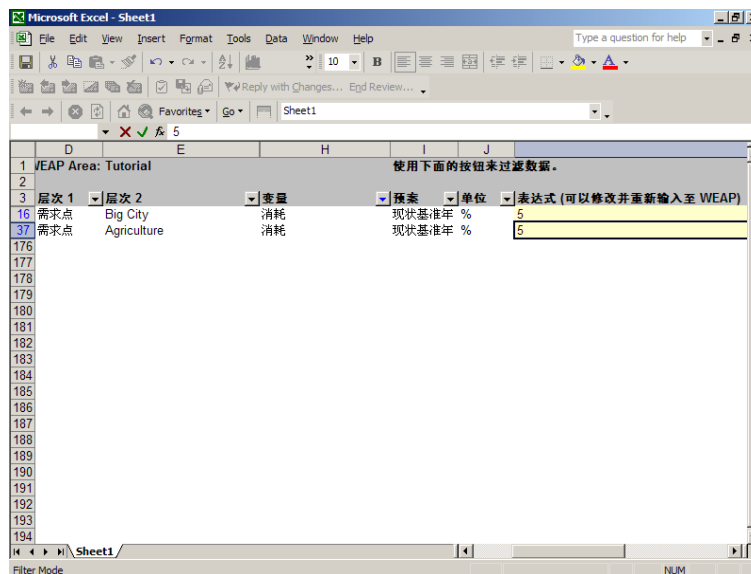 Microsoft Excel - Sheet1
File Edit View Insert Format Tools Data Window Help Type a question for help
10 B
Reply with Changes... End Review...
Favorites Go Sheet1
fx 5
D E H I J
1 WEAP Area: Tutorial 使用下面的按钮来过滤数据。
2
3 层次 1 层次 2 变量 预案 单位 表达式 (可以修改并重新输入至 WEAP)
16 需求点 Big City 消耗 现状基准年 % 5
37 需求点 Agriculture 消耗 现状基准年 % 5
176
177
178
179
180
181
182
183
184
185
186
187
188
189
190
191
192
193
194
Sheet1
Filter Mode NUM